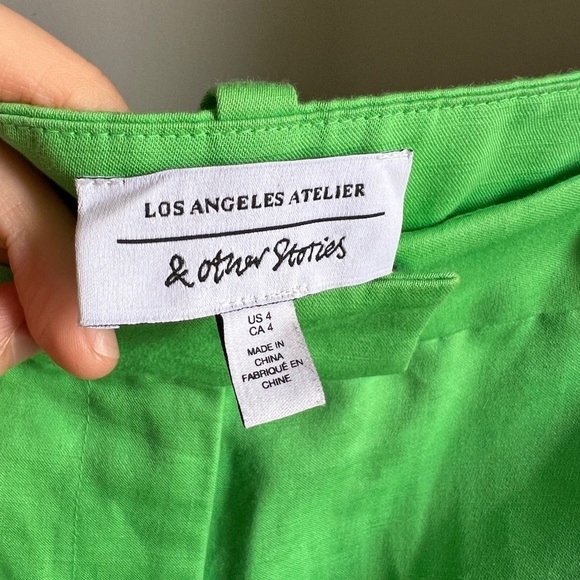 LOS ANGELES ATELIER
& other Stories
US 4
CA 4
MADE IN
CHINA
FABRIQUÉ EN
CHINE